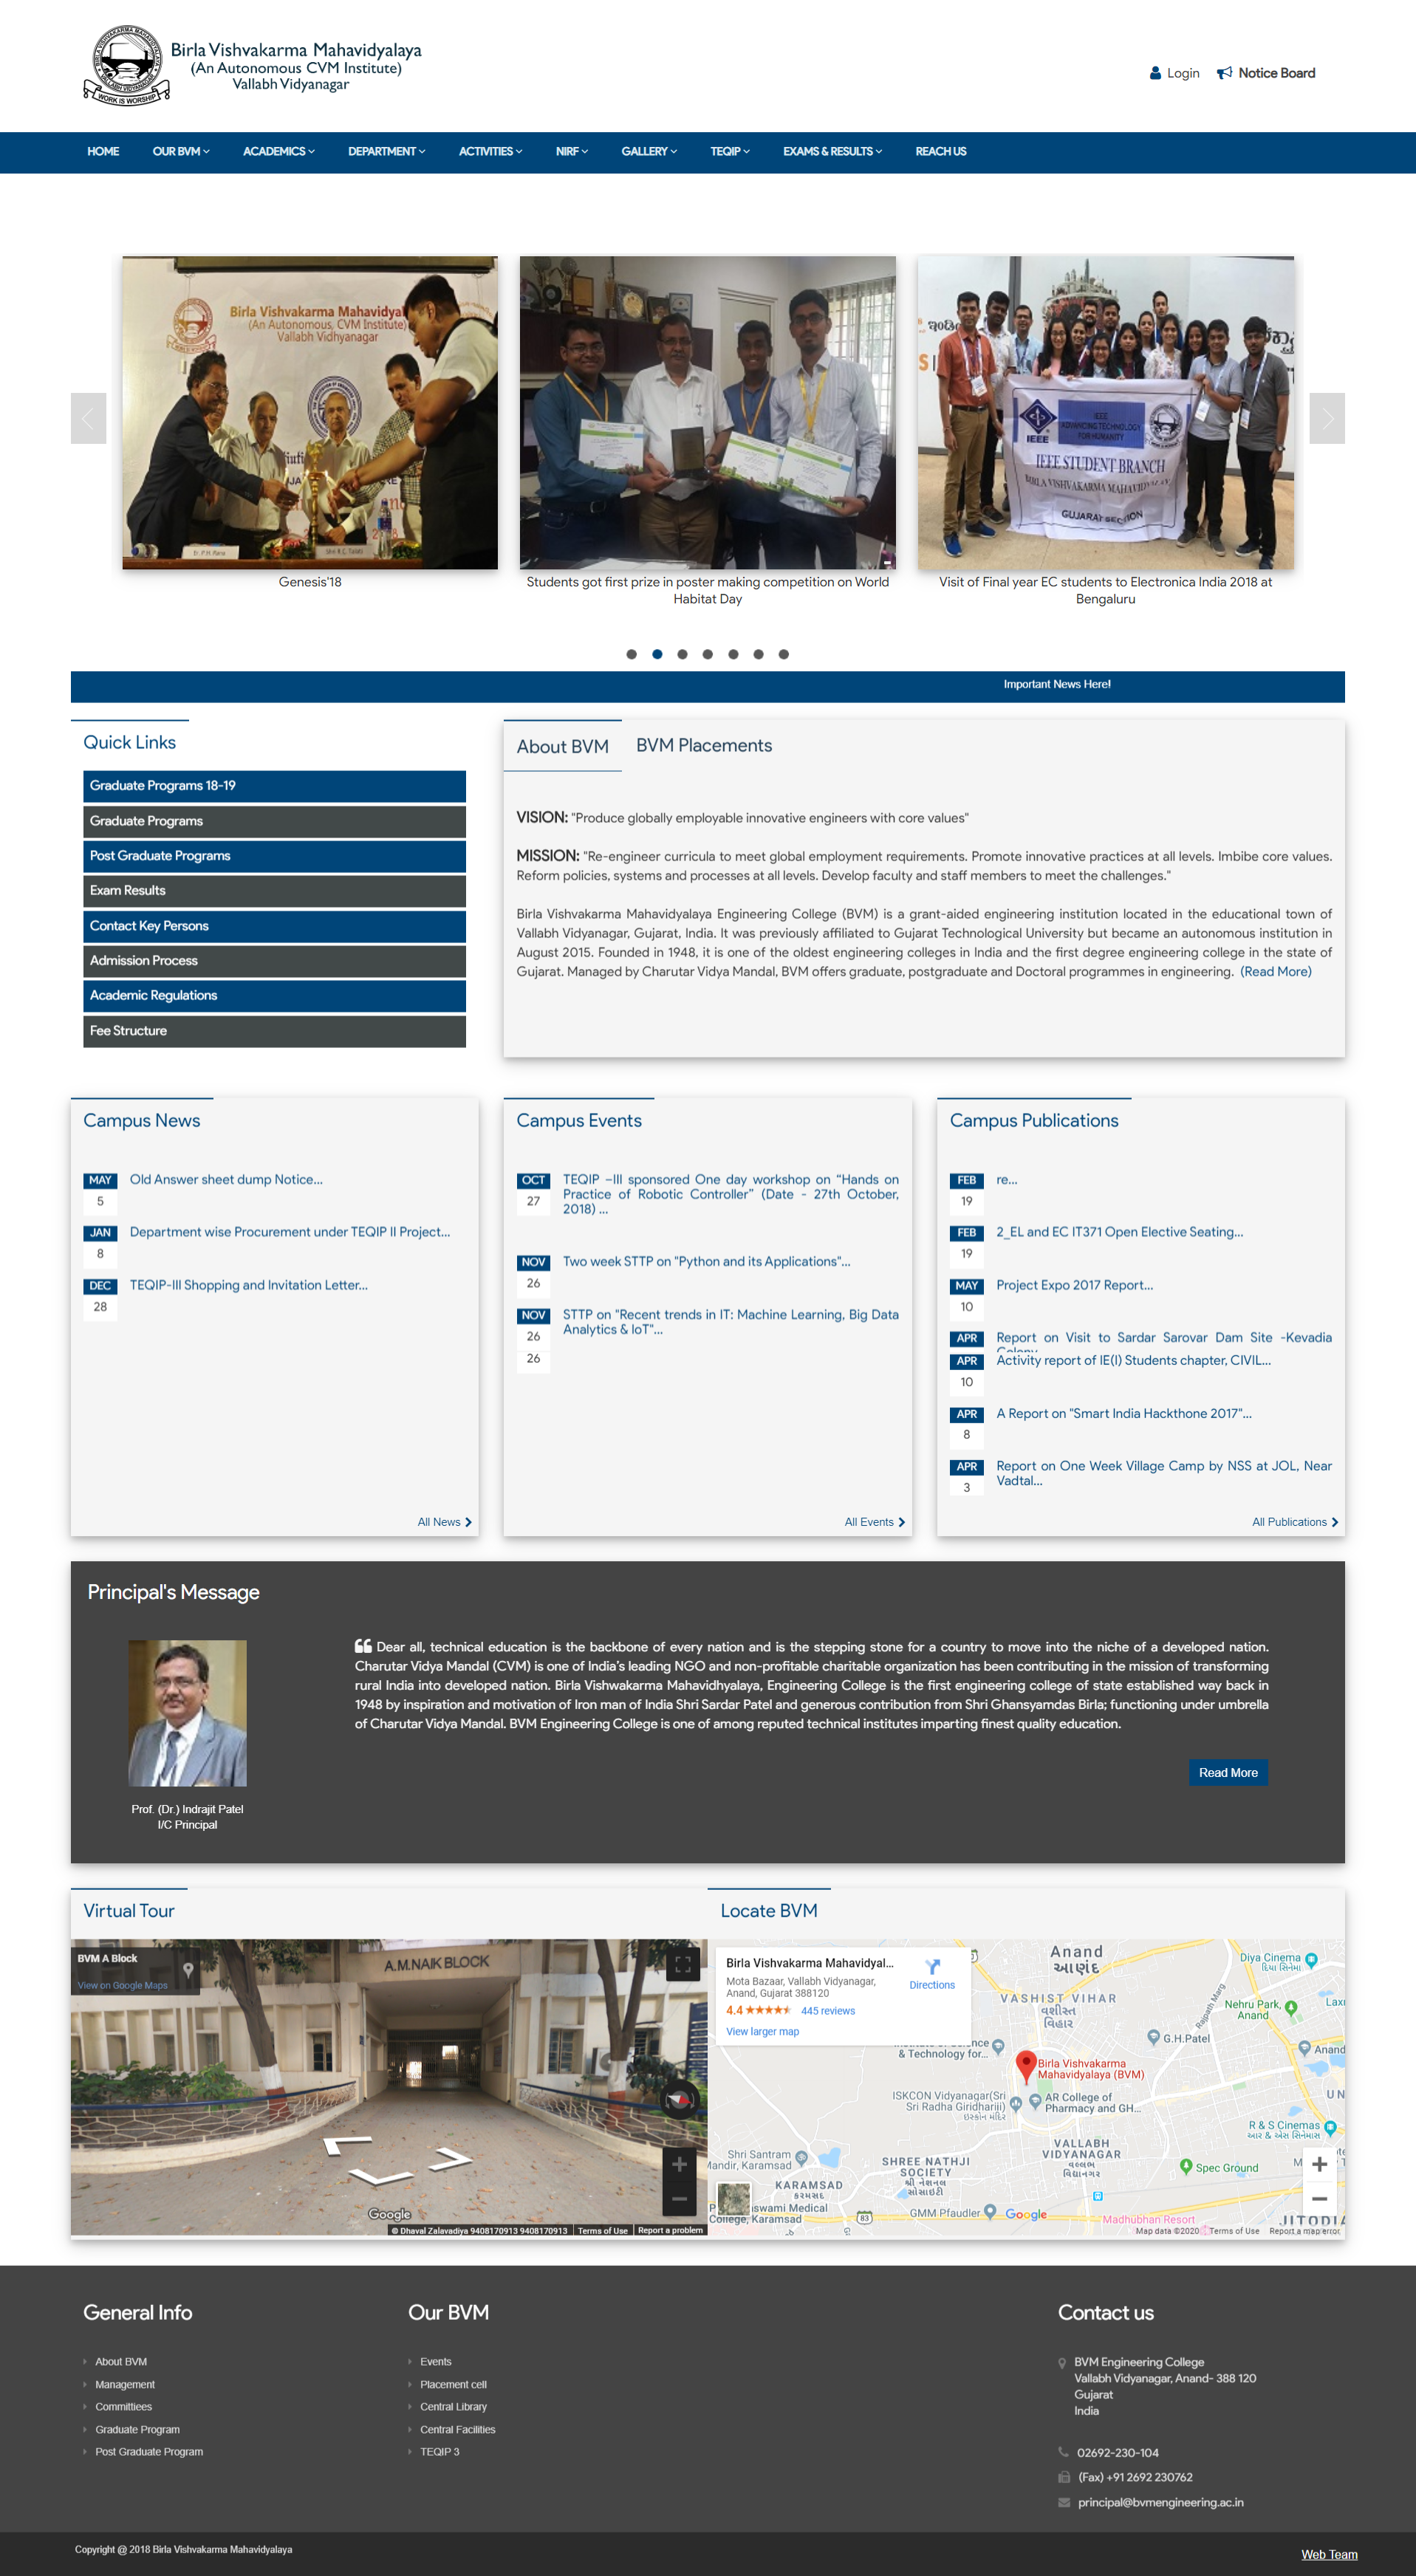 Birla Vishvakarma Mahavidyalaya
(An Autonomous CVM Institute)
Vallabh Vidyanagar
WORK IS WORSHIP
Login
Notice Board
HOME
OUR BVM
ACADEMICS
DEPARTMENT
ACTIVITIES
NIRF
GALLERY
TEQIP
EXAMS & RESULTS
REACH US
Birla Vishvakarma Mahavidyal
(An Autonomous CVM Institute)
Vallabh Vidhyanagar
IEEE
IEEE
ADVANCING TECHNOLOGY
FOR HUMANITY
IEEE STUDENT BRANCH
BIRLA VISHVAKARMA MAHAVIDYALAY
GUJARAT SECTION
Genesis'18
Students got first prize in poster making competition on World
Habitat Day
Visit of Final year EC students to Electronica India 2018 at
Bengaluru
Important News Here!
Quick Links
Graduate Programs 18-19
Graduate Programs
Post Graduate Programs
Exam Results
Contact Key Persons
Admission Process
Academic Regulations
Fee Structure
About BVM
BVM Placements
VISION: "Produce globally employable innovative engineers with core values"
MISSION: "Re-engineer curricula to meet global employment requirements. Promote innovative practices at all levels. Imbibe core values.
Reform policies, systems and processes at all levels. Develop faculty and staff members to meet the challenges."
Birla Vishvakarma Mahavidyalaya Engineering College (BVM) is a grant-aided engineering institution located in the educational town of
Vallabh Vidyanagar, Gujarat, India. It was previously affiliated to Gujarat Technological University but became an autonomous institution in
August 2015. Founded in 1948, it is one of the oldest engineering colleges in India and the first degree engineering college in the state of
Gujarat. Managed by Charutar Vidya Mandal, BVM offers graduate, postgraduate and Doctoral programmes in engineering. (Read More)
Campus News
MAY
5
Old Answer sheet dump Notice...
JAN
8
Department wise Procurement under TEQIP II Project...
DEC
28
TEQIP-III Shopping and Invitation Letter...
All News
Campus Events
OCT
27
TEQIP –III sponsored One day workshop on “Hands on
Practice of Robotic Controller” (Date - 27th October,
2018) ...
NOV
26
Two week STTP on "Python and its Applications"...
NOV
26
STTP on "Recent trends in IT: Machine Learning, Big Data
Analytics & IoT"...
26
All Events
Campus Publications
FEB
19
re...
FEB
19
2_EL and EC IT371 Open Elective Seating...
MAY
10
Project Expo 2017 Report...
APR
Report on Visit to Sardar Sarovar Dam Site -Kevadia
APR
10
Activity report of IE(I) Students chapter, CIVIL...
APR
8
A Report on "Smart India Hackthone 2017"...
APR
3
Report on One Week Village Camp by NSS at JOL, Near
Vadtal...
All Publications
Principal's Message
Dear all, technical education is the backbone of every nation and is the stepping stone for a country to move into the niche of a developed nation.
Charutar Vidya Mandal (CVM) is one of India’s leading NGO and non-profitable charitable organization has been contributing in the mission of transforming
rural India into developed nation. Birla Vishvakarma Mahavidhyalaya, Engineering College is the first engineering college of state established way back in
1948 by inspiration and motivation of Iron man of India Shri Sardar Patel and generous contribution from Shri Ghansyamdas Birla; functioning under umbrella
of Charutar Vidya Mandal. BVM Engineering College is one of among reputed technical institutes imparting finest quality education.
Read More
Prof. (Dr.) Indrajit Patel
I/C Principal
Virtual Tour
BVM A Block
View on Google Maps
A.M.NAIK BLOCK
Google
© Dhaval Zalavadiya 9408170913 9408170913
Terms of Use
Report a problem
Locate BVM
Birla Vishvakarma Mahavidyal...
Mota Bazaar, Vallabh Vidyanagar,
Anand, Gujarat 388120
4.4
445 reviews
View larger map
Directions
Anand
આણંદ
VASHIST VIHAR
વશીસ્ત
વિહાર
Rajpath Marg
Diya Cinema
દિયા સિનેમા
Nehru Park,
Anand
G.H.Patel
Anand
& Technology for...
Birla Vishvakarma
Mahavidyalaya (BVM)
ISKCON Vidyanagar(Sri
Sri Radha Giridhariji)
ઇસ્કોન મંદિર
AR College of
Pharmacy and GH...
R & S Cinemas
આર & એસ સિનેમાસ
VALLABH
VIDYANAGAR
વલ્લભ
વિદ્યાનગર
Shri Santram
Mandir, Karamsad
SHREE NATHJI
SOCIETY
શ્રી નેશનલ
સોસાઇટી
Spec Ground
KARAMSAD
કરમસદ
College, Karamsad
GMM Pfaudler
83
Google
Madhubhan Resort
Map data ©2020
Terms of Use
Report a map error
General Info
About BVM
Management
Committiees
Graduate Program
Post Graduate Program
Our BVM
Events
Placement cell
Central Library
Central Facilities
TEQIP 3
Contact us
BVM Engineering College
Vallabh Vidyanagar, Anand- 388 120
Gujarat
India
02692-230-104
(Fax) +91 2692 230762
principal@bvmengineering.ac.in
Copyright @ 2018 Birla Vishvakarma Mahavidyalaya
Web Team